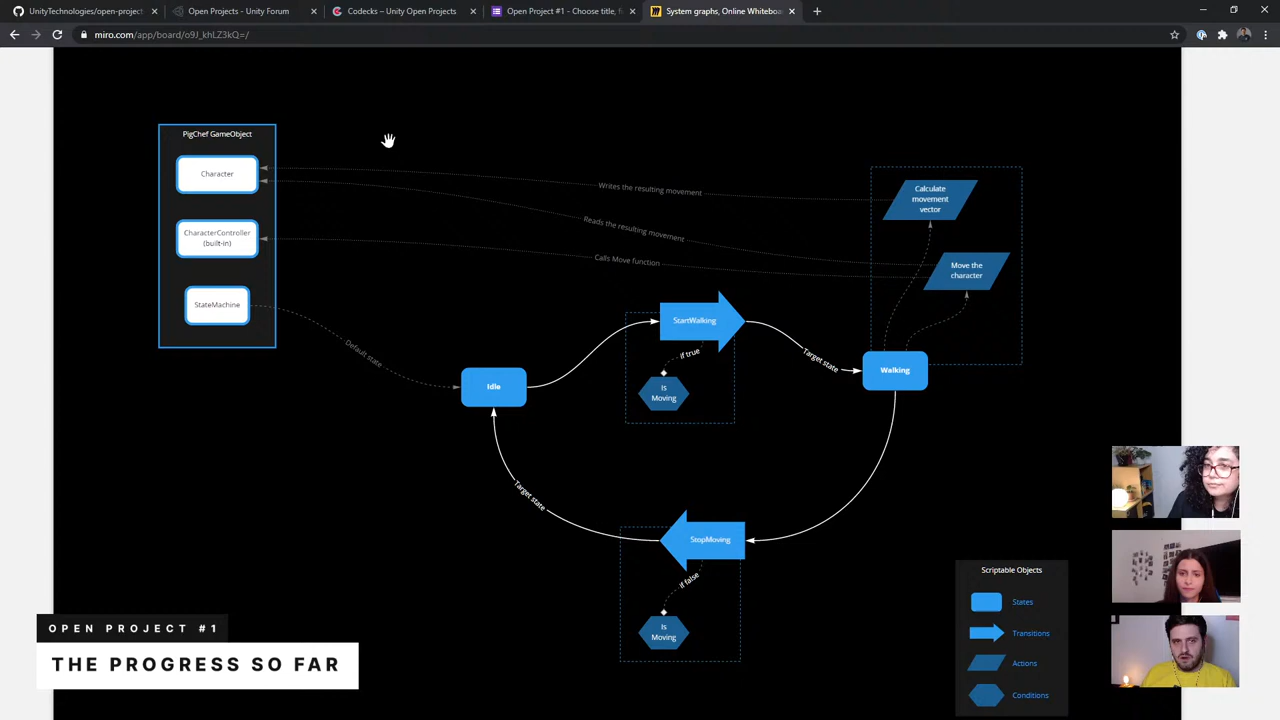 UnityTechnologies/open-project
Open Projects - Unity Forum
Codecks – Unity Open Projects
Open Project #1 - Choose title, f
System graphs, Online Whiteboa
miro.com/app/board/o9J_khLZ3kQ=/
PigChef GameObject
Character
CharacterController
(built-in)
StateMachine
Writes the resulting movement
Reads the resulting movement
Calls Move function
Calculate
movement
vector
Move the
character
Default state
Idle
StartWalking
if true
Is
Moving
Target state
Walking
Target state
StopMoving
if false
Is
Moving
Scriptable Objects
States
Transitions
Actions
Conditions
OPEN PROJECT #1
THE PROGRESS SO FAR